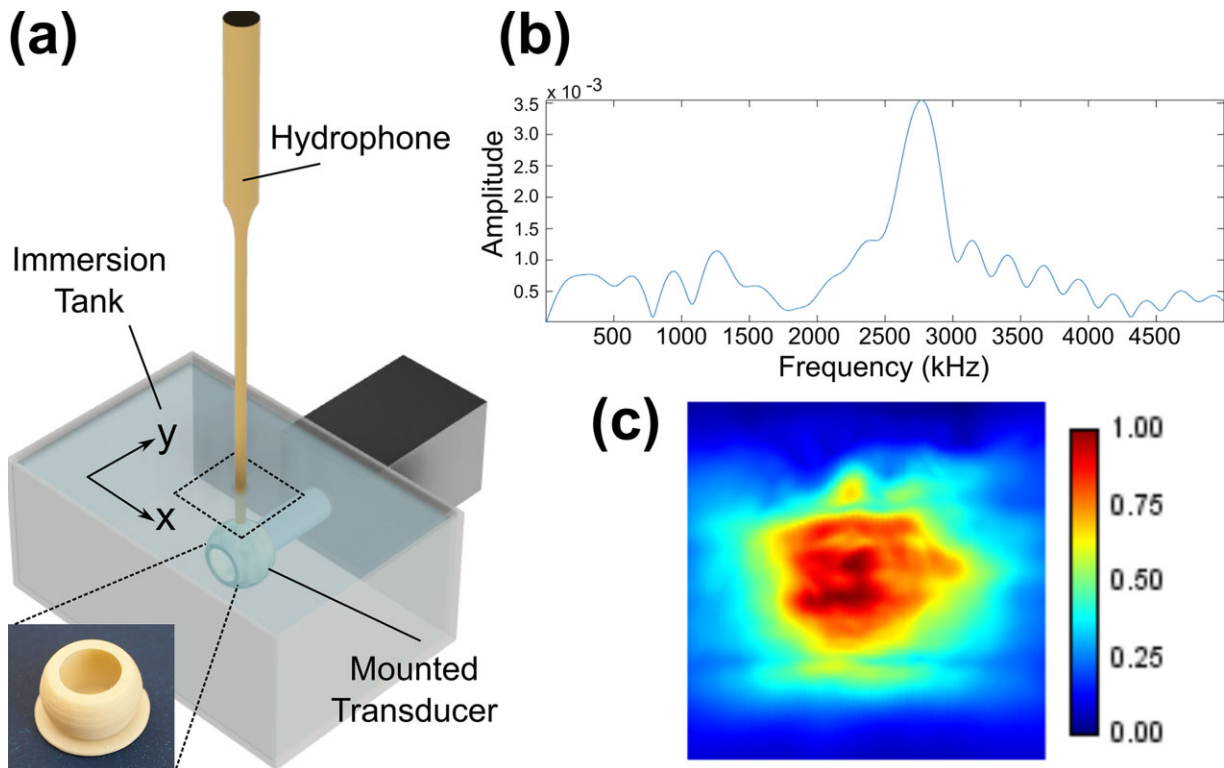 (a)
Hydrophone
Immersion
Tank
y
x
Mounted
Transducer
(b)
x 10 -3
3.5
3.0
2.5
2.0
1.5
1.0
0.5
Amplitude
500 1000 1500 2000 2500 3000 3500 4000 4500
Frequency (kHz)
(c)
1.00
0.75
0.50
0.25
0.00